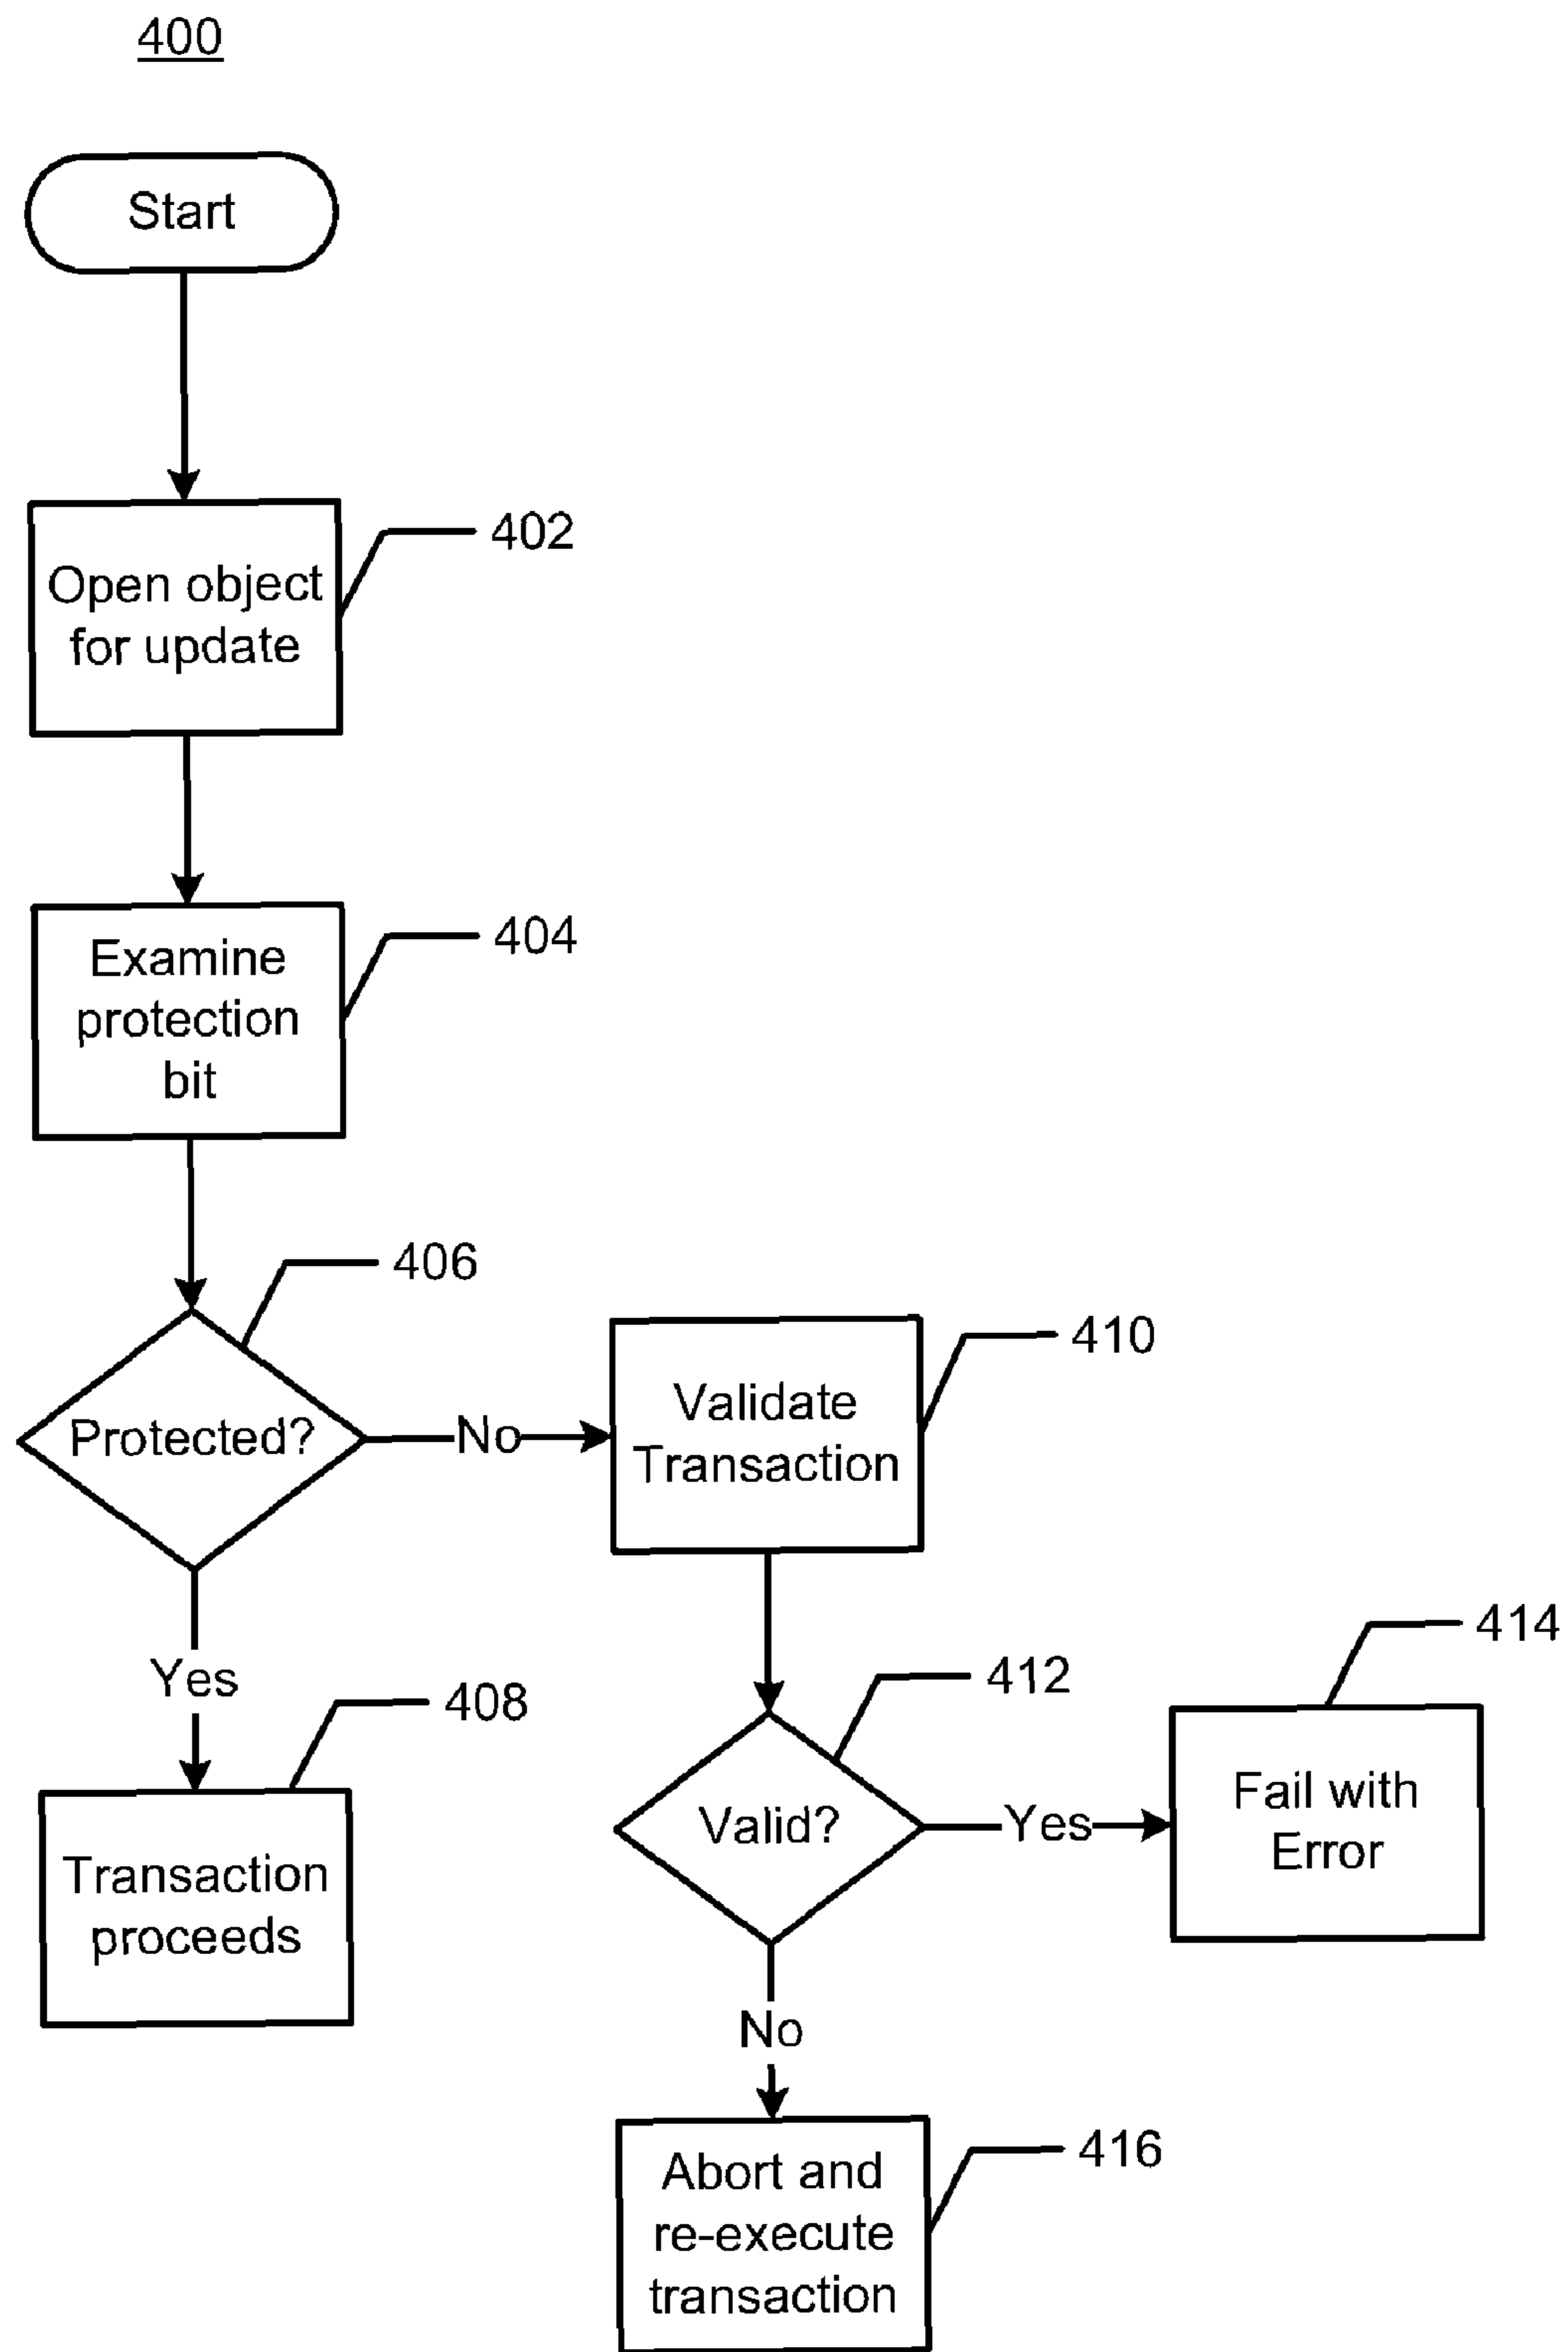 400
Start
402
Open object
for update
404
Examine
protection
bit
406
Protected?
No
410
Validate
Transaction
Yes
408
Transaction
proceeds
412
Valid?
Yes
414
Fail with
Error
No
416
Abort and
re-execute
transaction